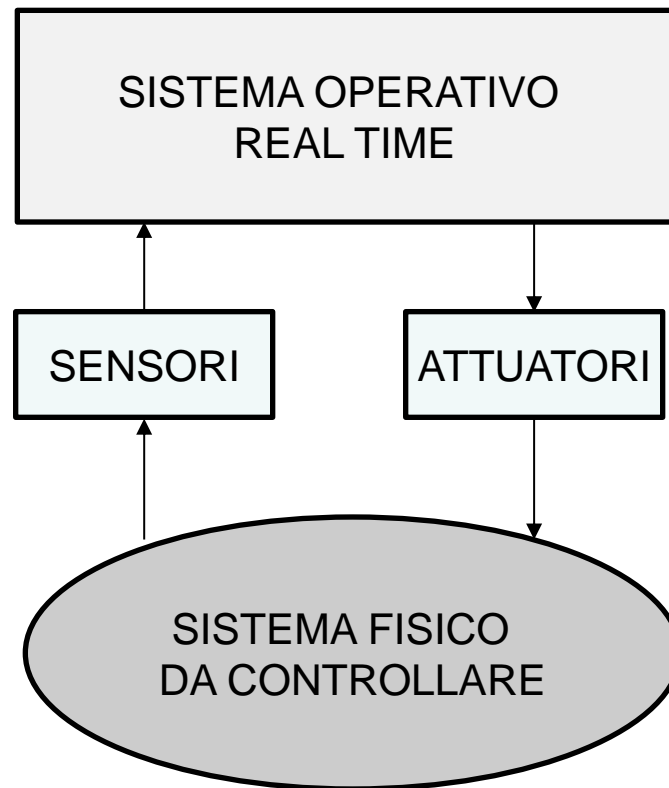 SISTEMA OPERATIVO
REAL TIME
SENSORI
ATTUATORI
SISTEMA FISICO
DA CONTROLLARE